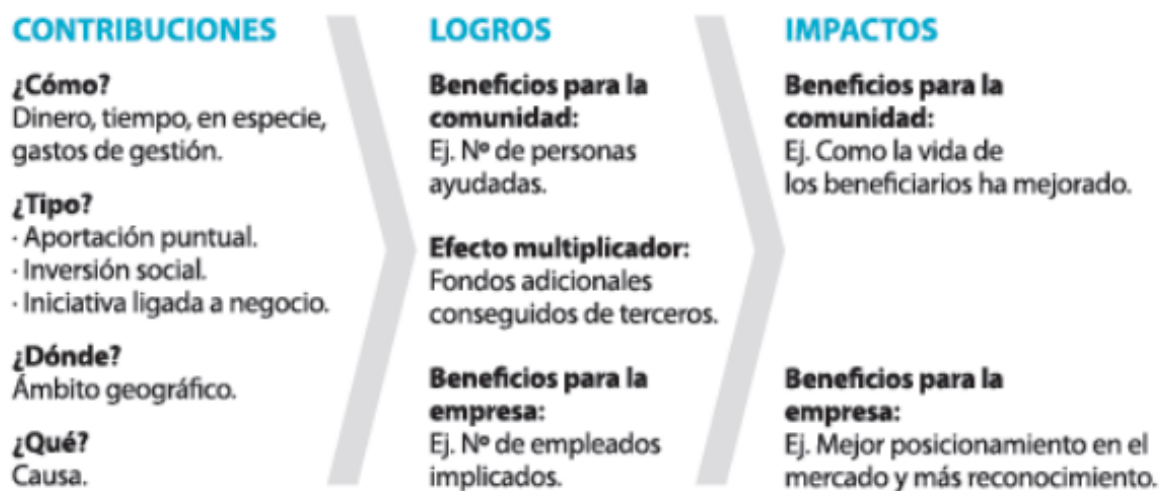 CONTRIBUCIONES
¿Cómo?
Dinero, tiempo, en especie,
gastos de gestión.
¿Tipo?
· Aportación puntual.
· Inversión social.
· Iniciativa ligada a negocio.
¿Dónde?
Ámbito geográfico.
¿Qué?
Causa.
LOGROS
Beneficios para la
comunidad:
Ej. Nº de personas
ayudadas.
Efecto multiplicador:
Fondos adicionales
conseguidos de terceros.
Beneficios para la
empresa:
Ej. Nº de empleados
implicados.
IMPACTOS
Beneficios para la
comunidad:
Ej. Como la vida de
los beneficiarios ha mejorado.
Beneficios para la
empresa:
Ej. Mejor posicionamiento en el
mercado y más reconocimiento.